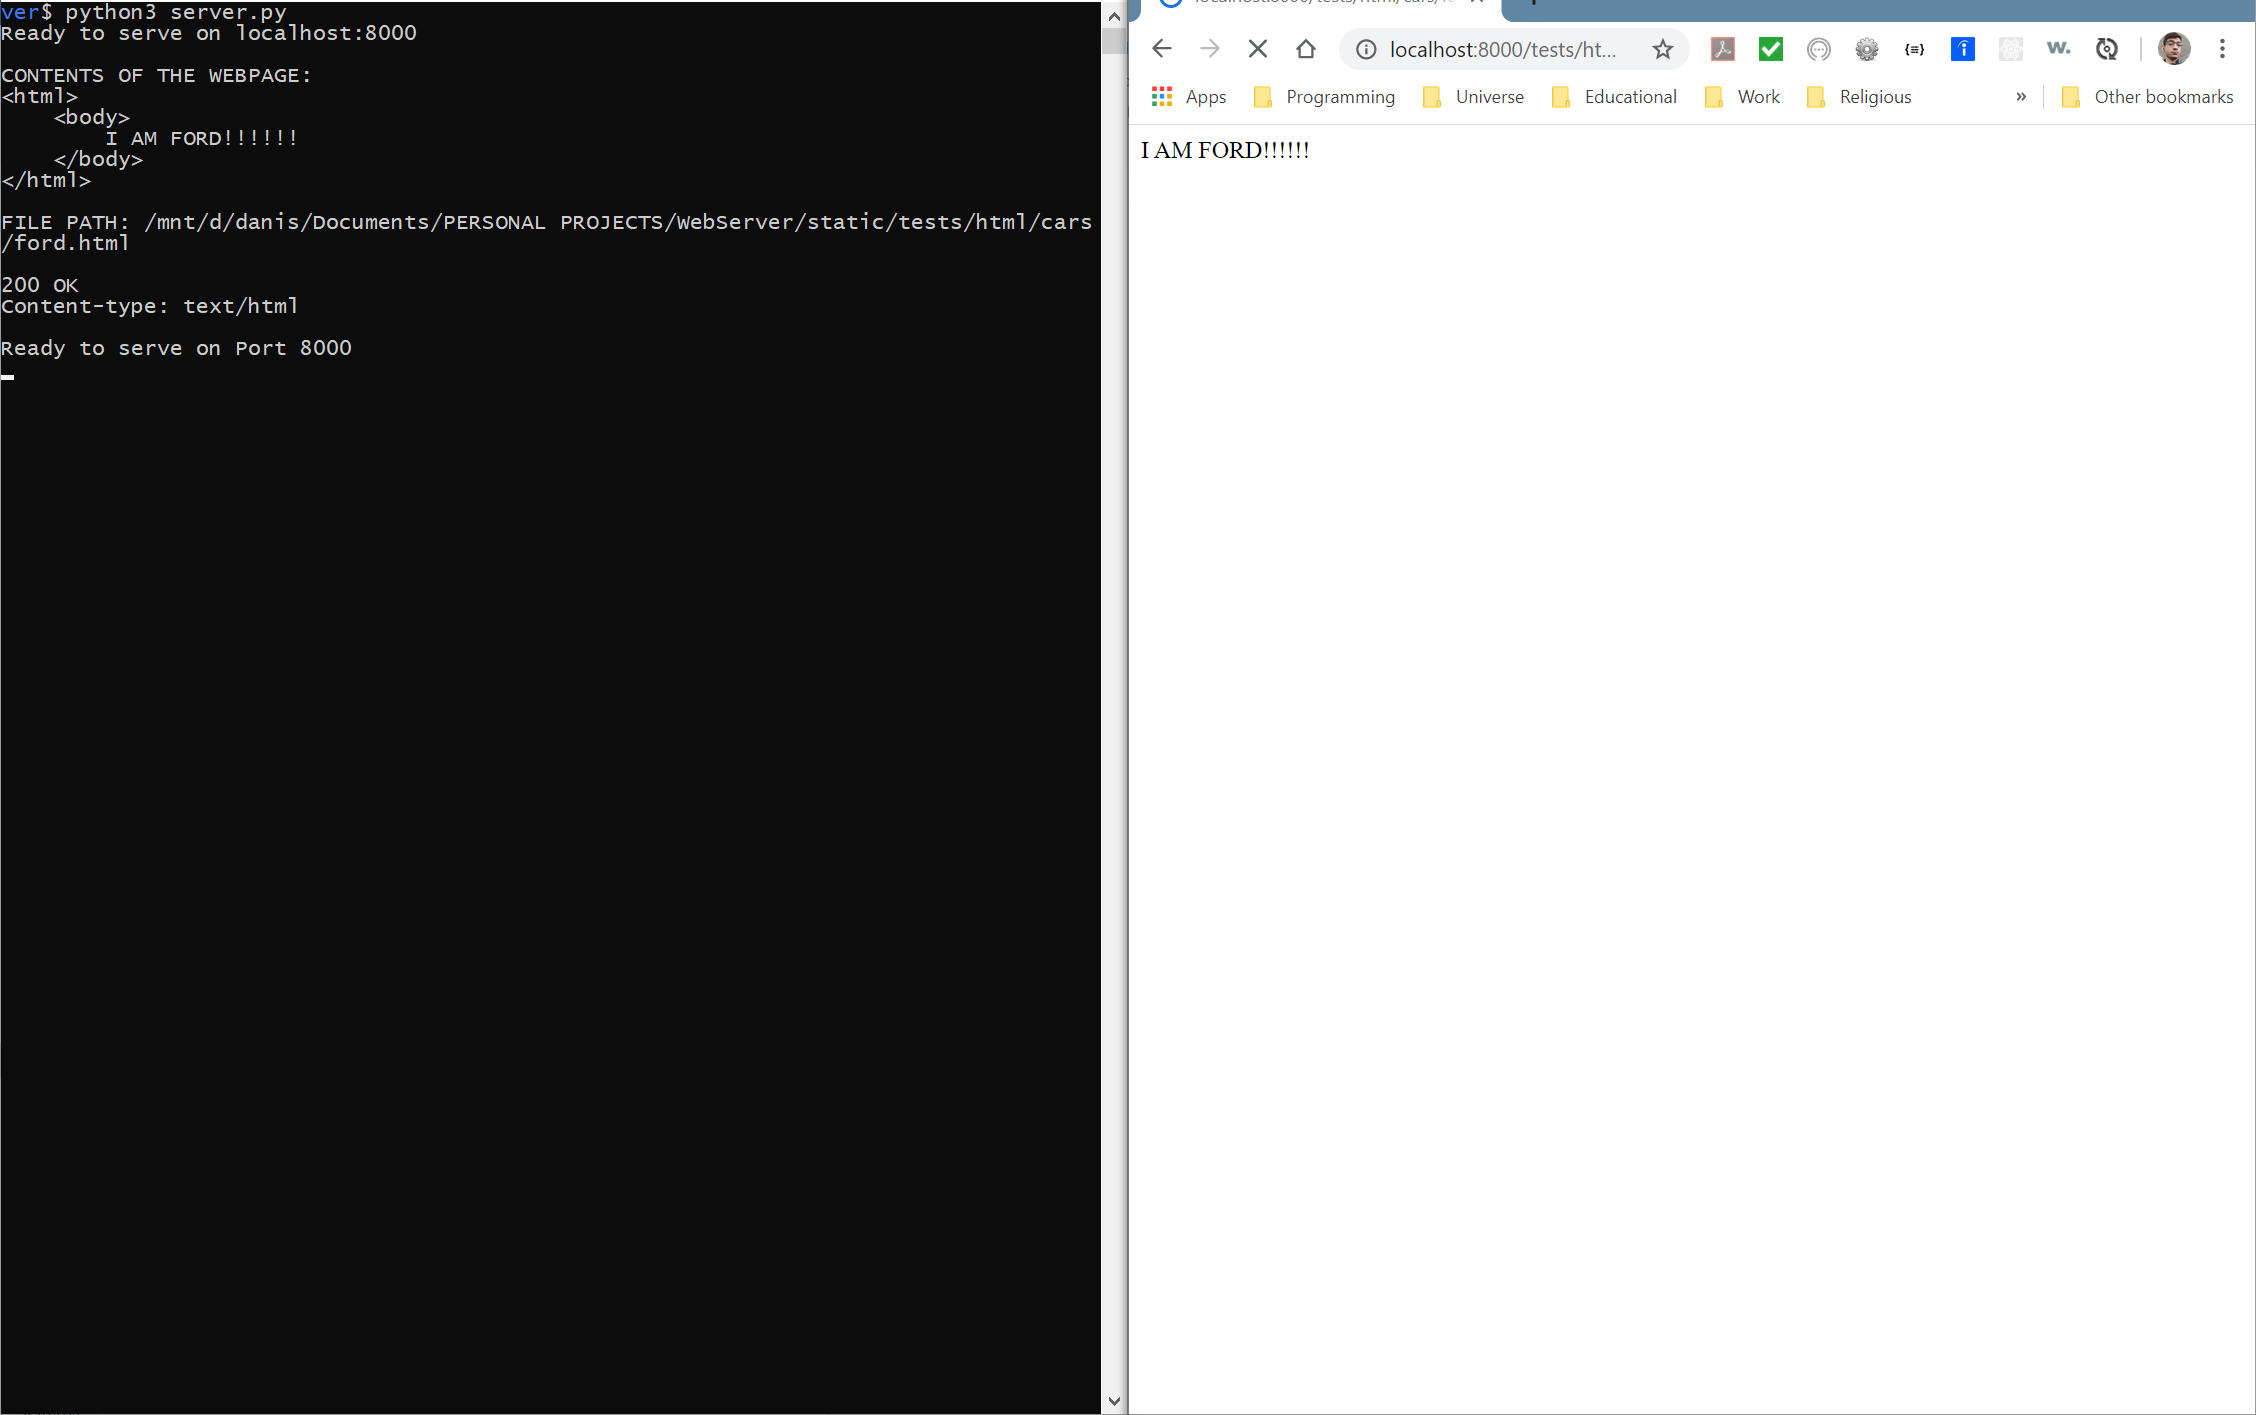 ver$ python3 server.py
Ready to serve on localhost:8000
CONTENTS OF THE WEBPAGE:
<html>
<body>
I AM FORD!!!!!!
</body>
</html>
FILE PATH: /mnt/d/danis/Documents/PERSONAL PROJECTS/WebServer/static/tests/html/cars
/ford.html
200 OK
Content-type: text/html
Ready to serve on Port 8000
localhost:8000/tests/ht...
Apps Programming Universe Educational Work Religious » Other bookmarks
I AM FORD!!!!!!